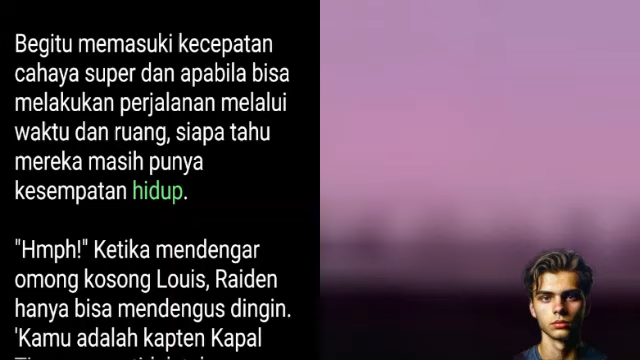 Begitu memasuki kecepatan
cahaya super dan apabila bisa
melakukan perjalanan melalui
waktu dan ruang, siapa tahu
mereka masih punya
kesempatan hidup.
"Hmph!" Ketika mendengar
omong kosong Louis, Raiden
hanya bisa mendengus dingin.
'Kamu adalah kapten Kapal